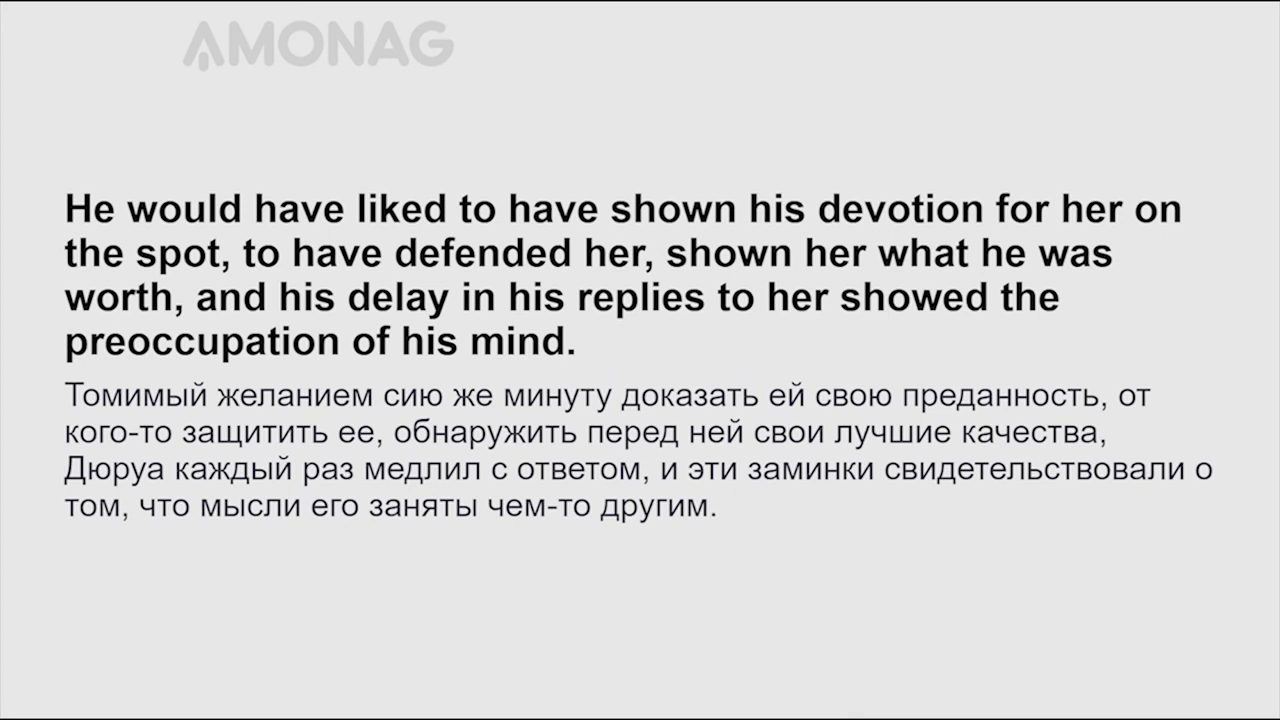 AMONAG
He would have liked to have shown his devotion for her on
the spot, to have defended her, shown her what he was
worth, and his delay in his replies to her showed the
preoccupation of his mind.
Томимый желанием сию же минуту доказать ей свою преданность, от
кого-то защитить ее, обнаружить перед ней свои лучшие качества,
Дюруа каждый раз медлил с ответом, и эти заминки свидетельствовали о
том, что мысли его заняты чем-то другим.